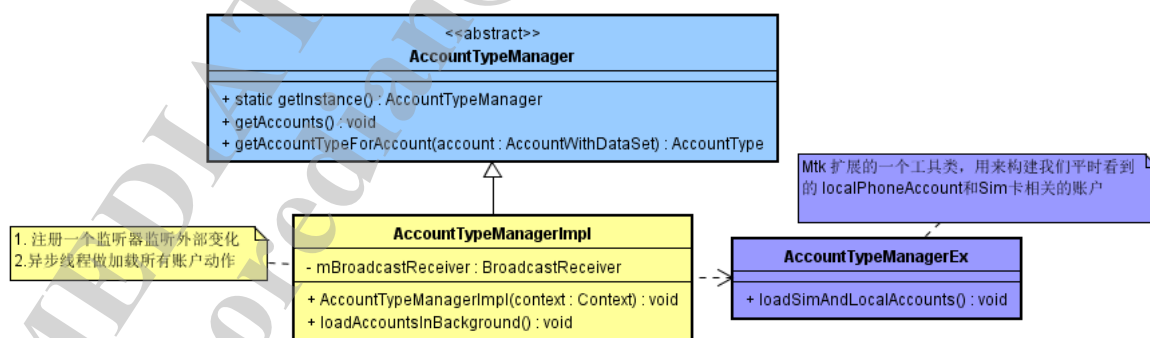 <<abstract>>
AccountTypeManager
+ static getInstance() : AccountTypeManager
+ getAccounts() : void
+ getAccountTypeForAccount(account : AccountWithDataSet) : AccountType
Mtk 扩展的一个工具类，用来构建我们平时看到
的 localPhoneAccount和Sim卡相关的账户
1. 注册一个监听器监听外部变化
2.异步线程做加载所有账户动作
AccountTypeManagerImpl
- mBroadcastReceiver : BroadcastReceiver
+ AccountTypeManagerImpl(context : Context) : void
+ loadAccountsInBackground() : void
AccountTypeManagerEx
+ loadSimAndLocalAccounts() : void